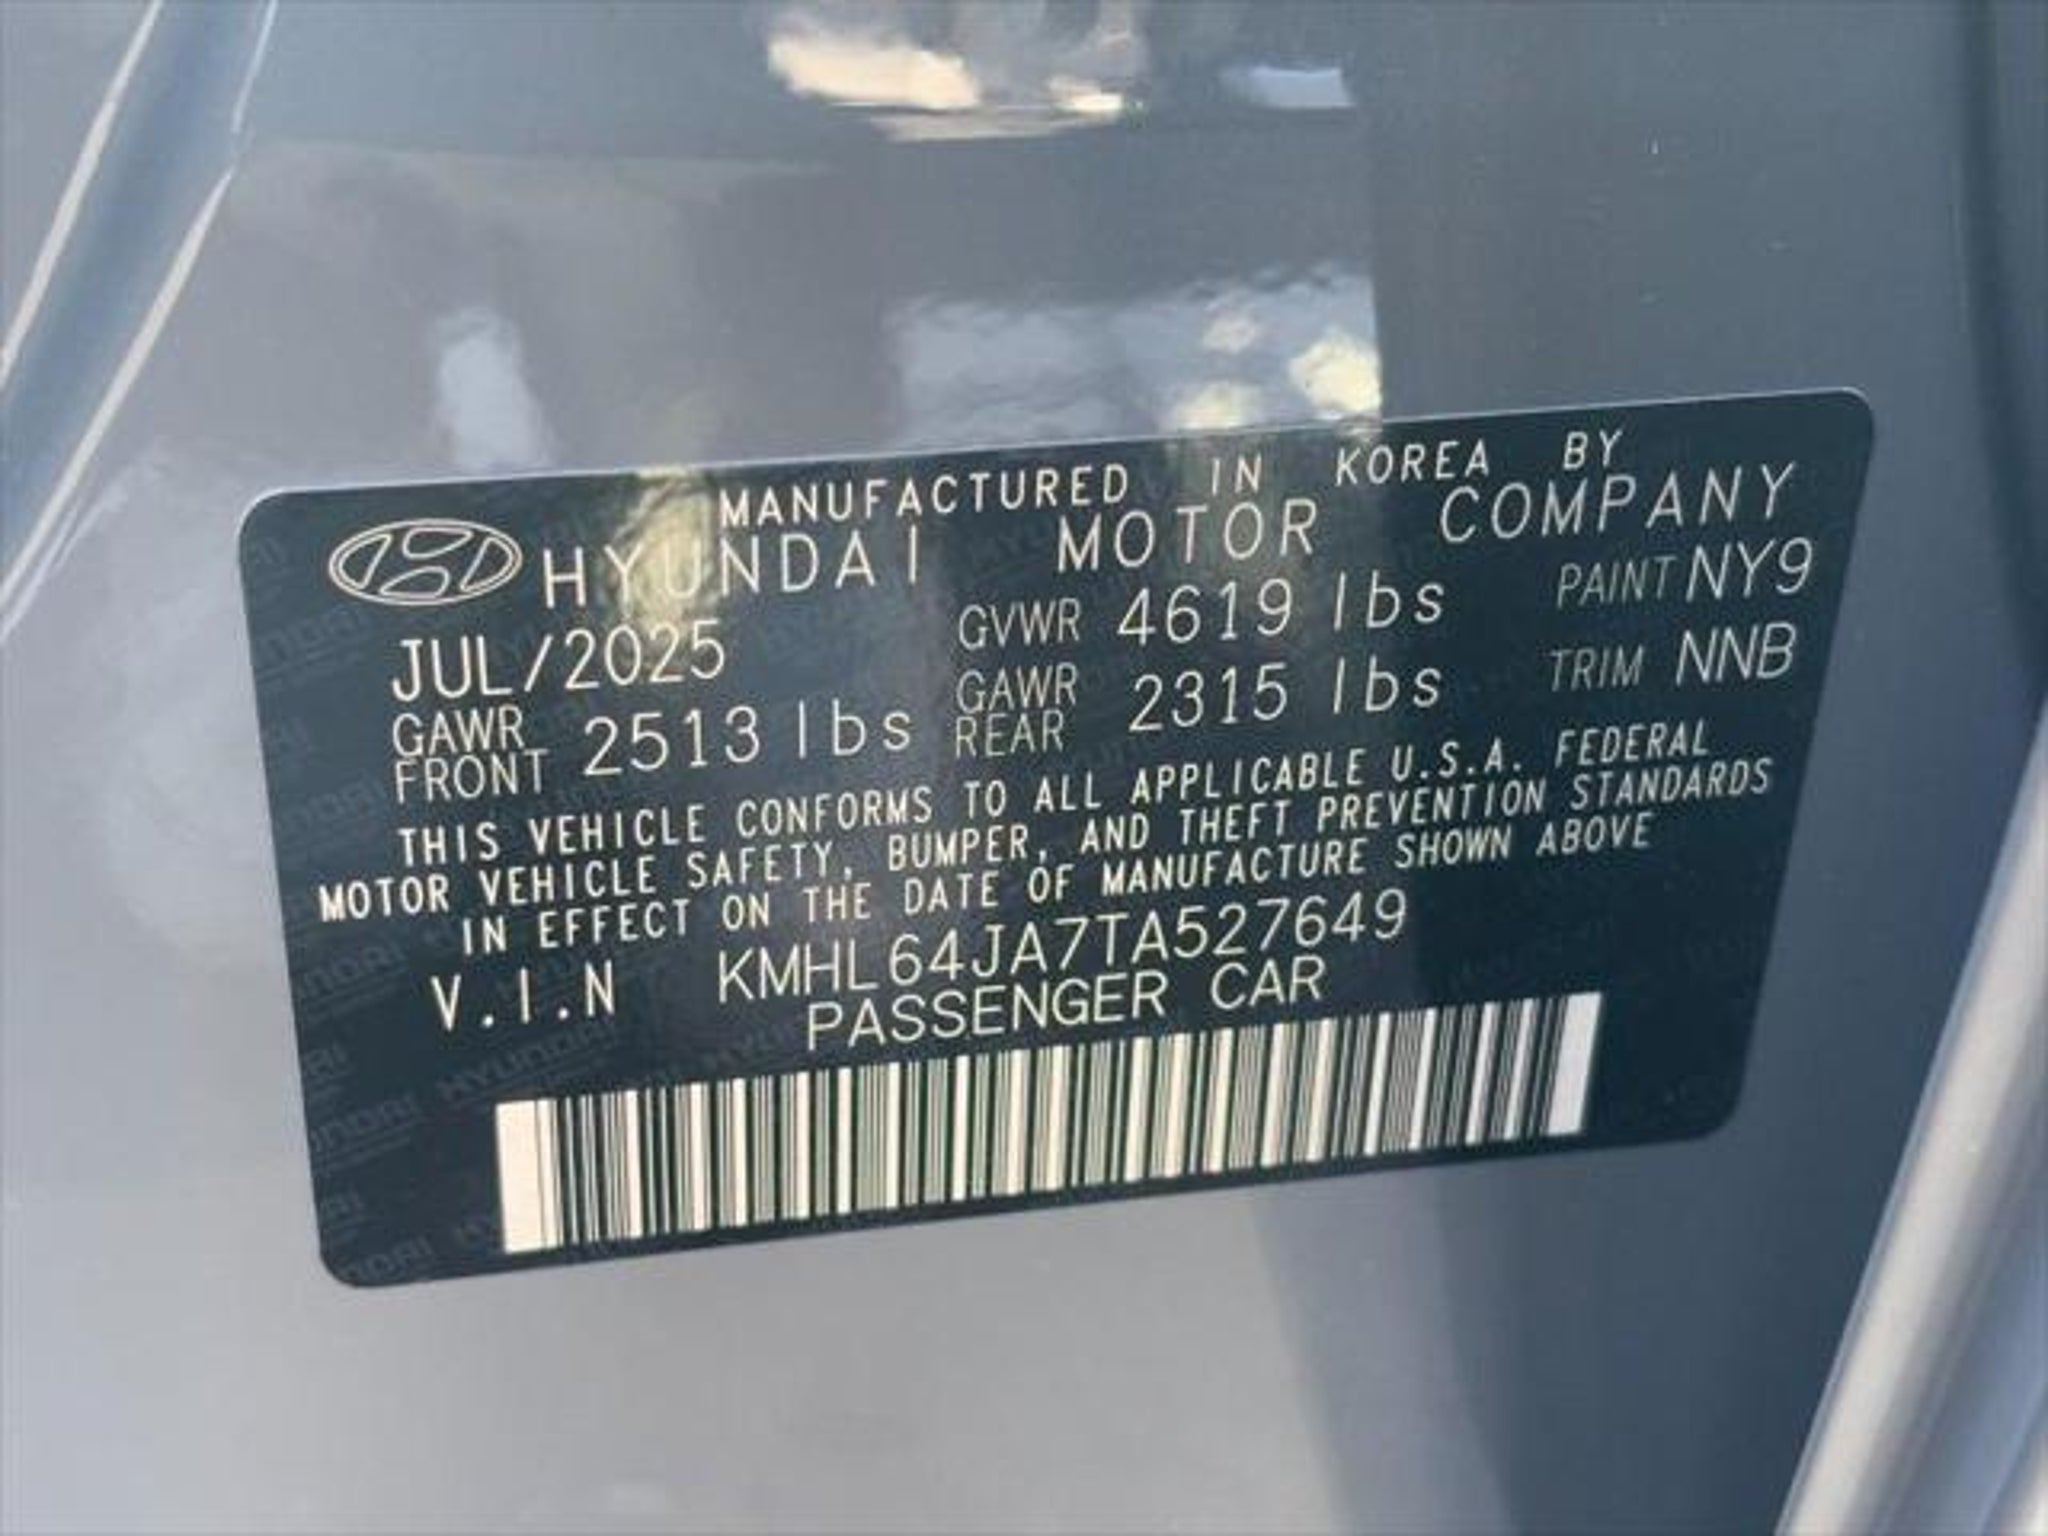 MANUFACTURED IN KOREA BY
HYUNDAI MOTOR COMPANY
JUL/2025 GVWR 4619 lbs PAINT NY9
GAWR FRONT 2513 lbs GAWR REAR 2315 lbs TRIM NNB
THIS VEHICLE CONFORMS TO ALL APPLICABLE U.S.A. FEDERAL
MOTOR VEHICLE SAFETY, BUMPER, AND THEFT PREVENTION STANDARDS
IN EFFECT ON THE DATE OF MANUFACTURE SHOWN ABOVE
V.I.N KMHL64JA7TA527649
PASSENGER CAR